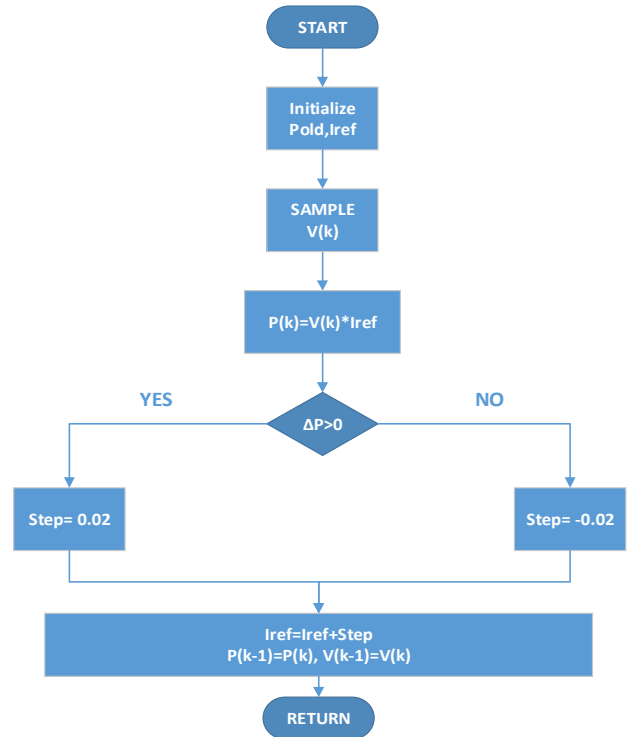 START
Initialize
Pold,Iref
SAMPLE
V(k)
P(k)=V(k)*Iref
YES
NO
ΔP>0
Step= 0.02
Step= -0.02
Iref=Iref+Step
P(k-1)=P(k), V(k-1)=V(k)
RETURN